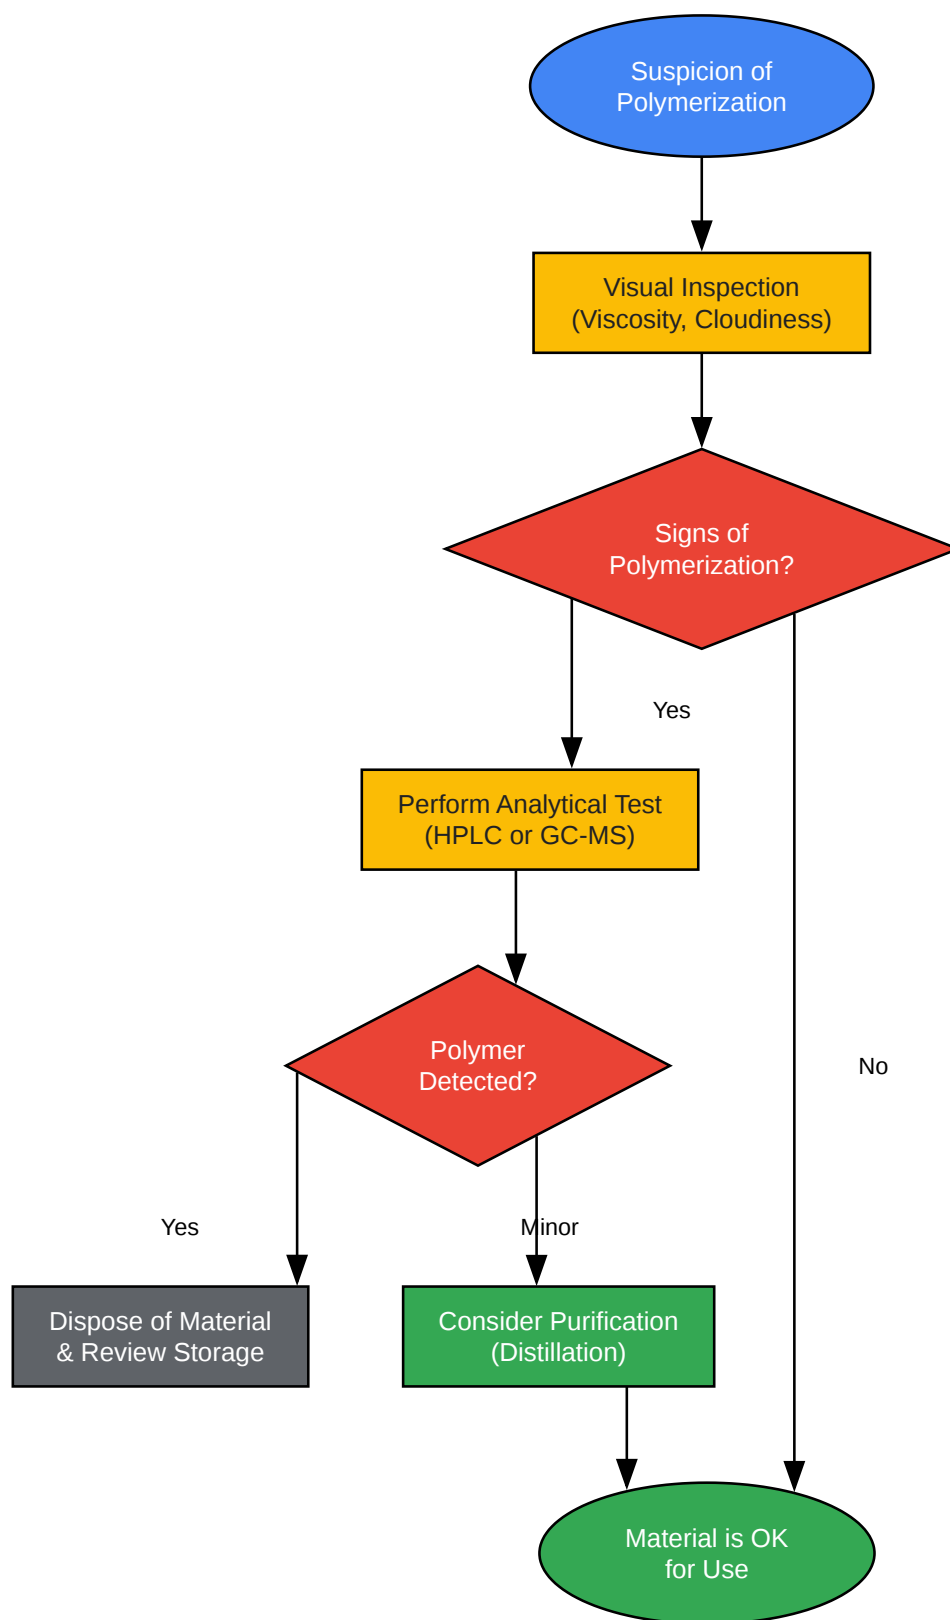 Suspicion of
Polymerization
Visual Inspection
(Viscosity, Cloudiness)
Signs of
Polymerization?
Yes
Perform Analytical Test
(HPLC or GC-MS)
Polymer
Detected?
No
Yes
Minor
Dispose of Material
& Review Storage
Consider Purification
(Distillation)
Material is OK
for Use